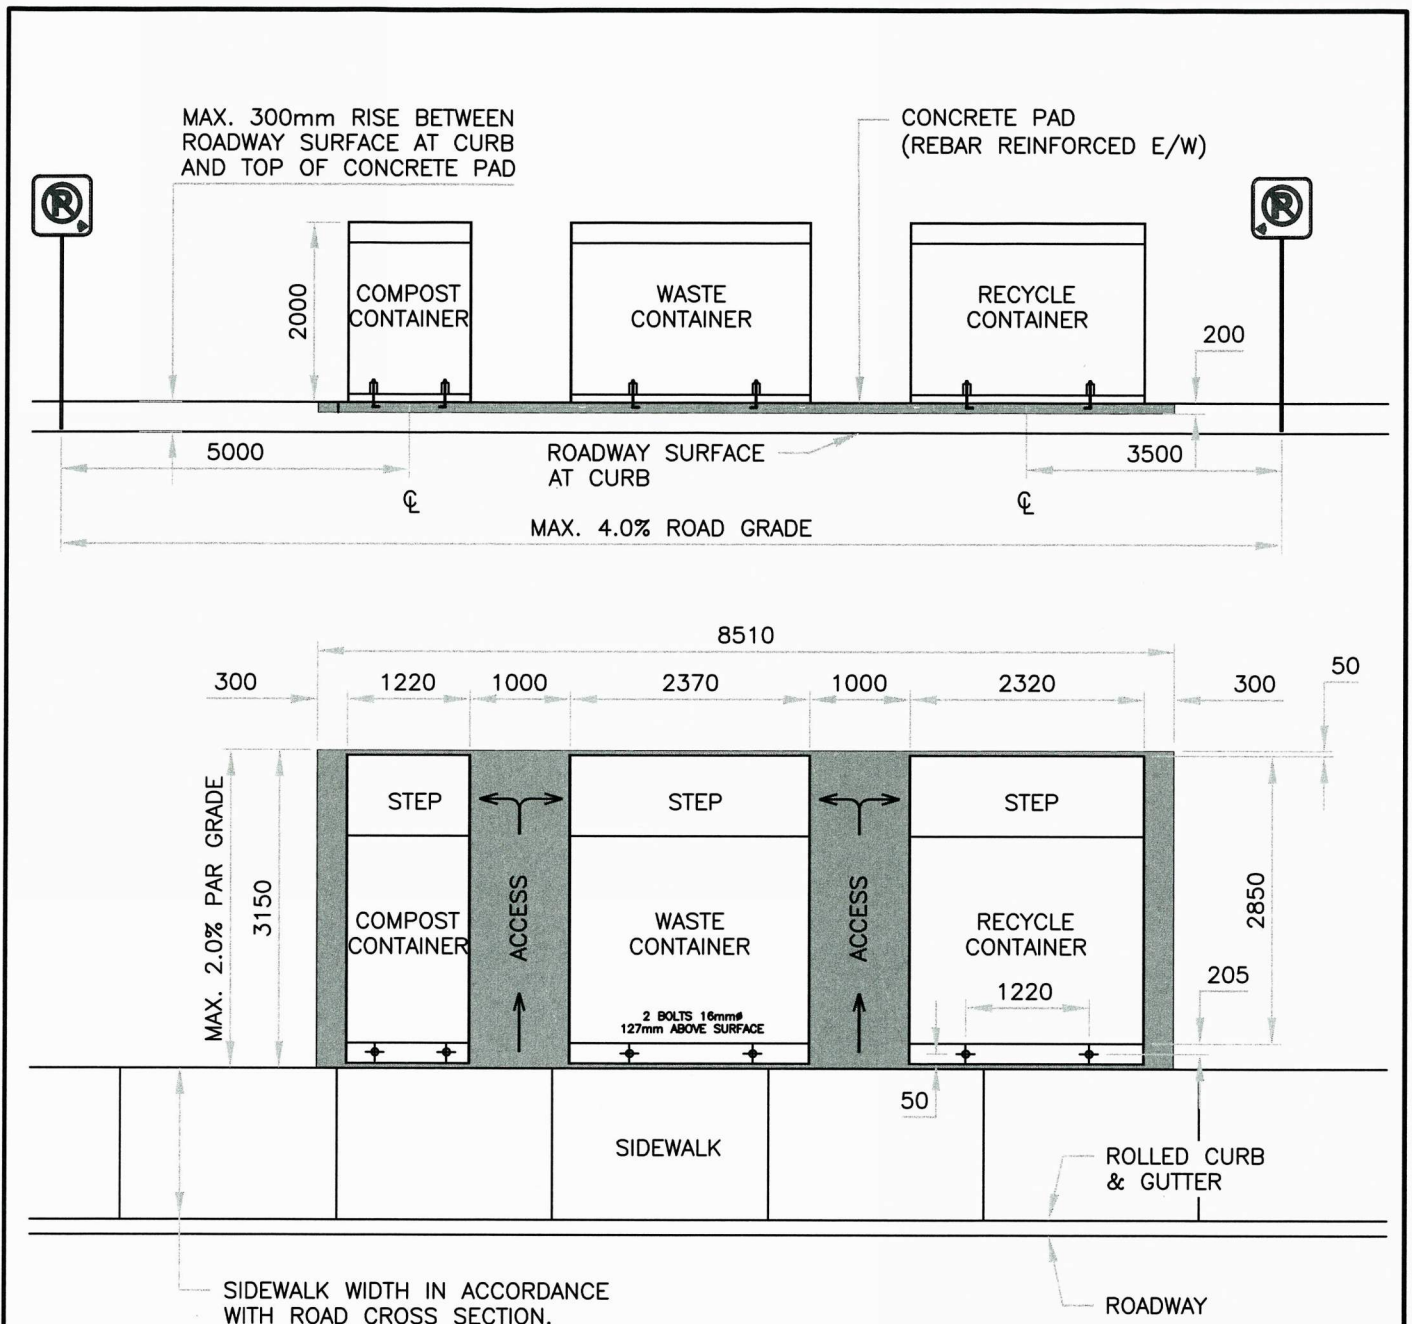 MAX. 300mm RISE BETWEEN
ROADWAY SURFACE AT CURB
AND TOP OF CONCRETE PAD
CONCRETE PAD
(REBAR REINFORCED E/W)
P
P
2000
COMPOST
CONTAINER
WASTE
CONTAINER
RECYCLE
CONTAINER
200
5000
ROADWAY SURFACE
AT CURB
3500
℄
℄
MAX. 4.0% ROAD GRADE
8510
300
1220
1000
2370
1000
2320
300
50
MAX. 2.0% PAR GRADE
3150
STEP
STEP
STEP
COMPOST
CONTAINER
ACCESS
WASTE
CONTAINER
ACCESS
RECYCLE
CONTAINER
2850
1220
205
2 BOLTS 16mmø
127mm ABOVE SURFACE
50
SIDEWALK
ROLLED CURB
& GUTTER
SIDEWALK WIDTH IN ACCORDANCE
WITH ROAD CROSS SECTION.
ROADWAY